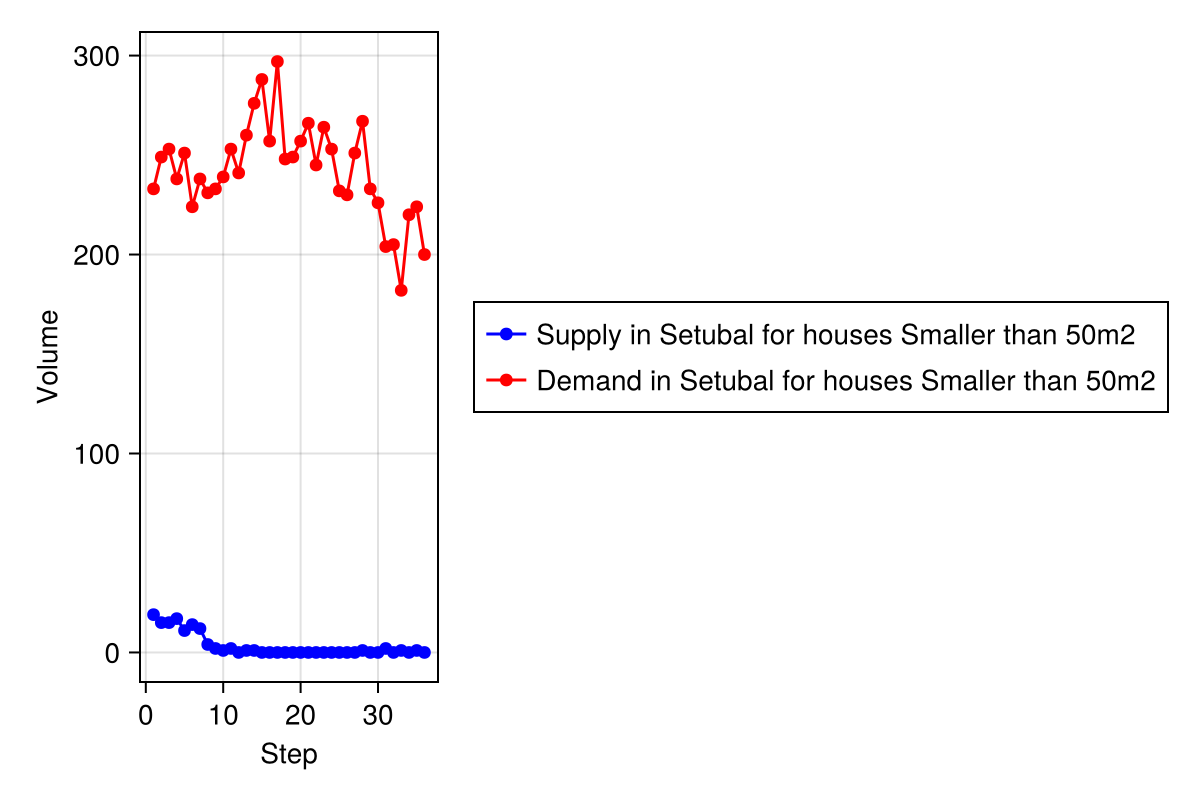 300
200
100
0
Volume
0 10 20 30
Step
Supply in Setubal for houses Smaller than 50m2
Demand in Setubal for houses Smaller than 50m2